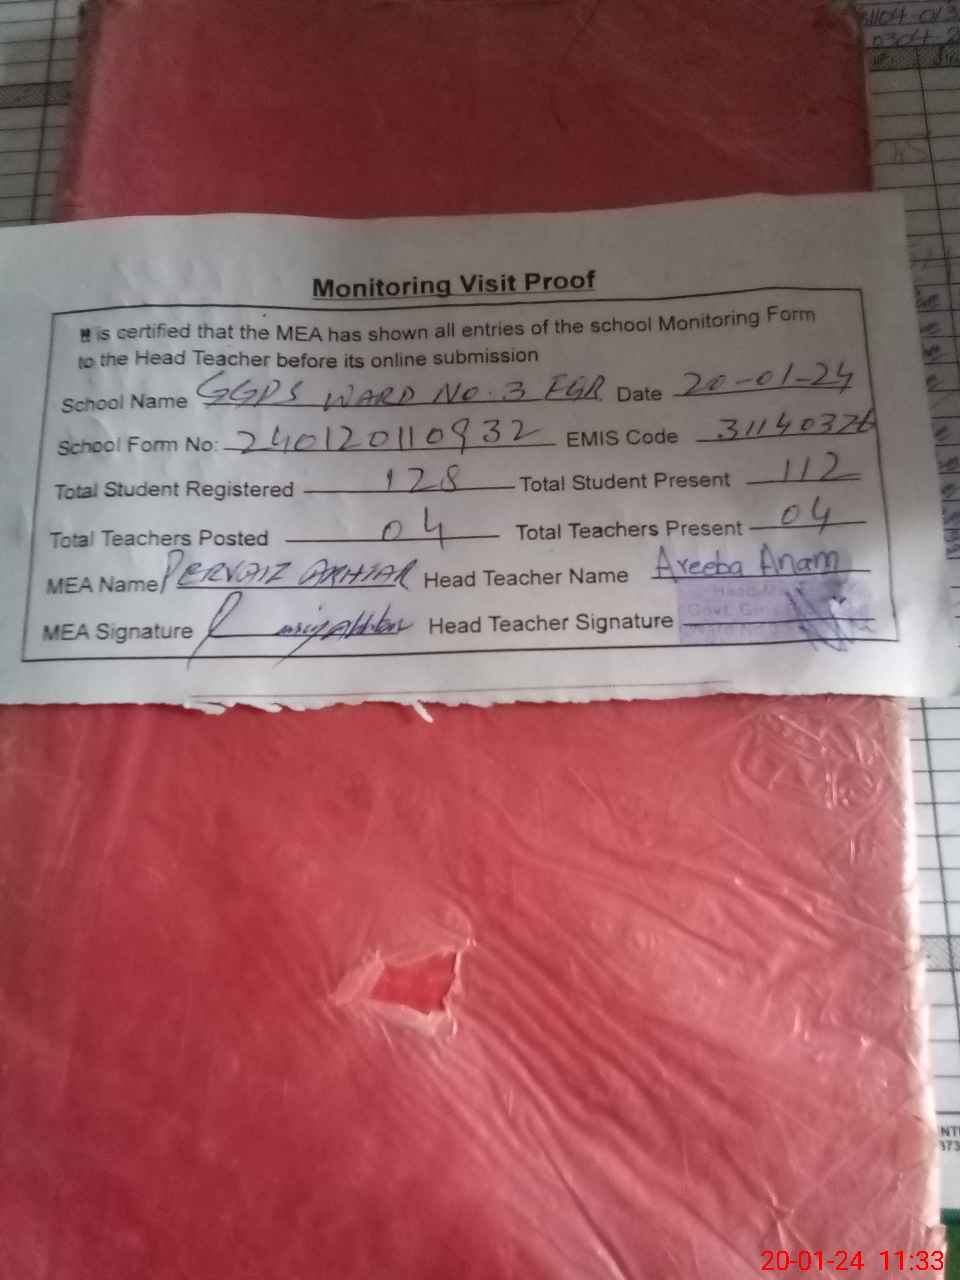 Monitoring Visit Proof
It is certified that the MEA has shown all entries of the school Monitoring Form
to the Head Teacher before its online submission
School Name GGPS WARD NO. 3 EGR Date 20-01-24
School Form No: 240120110932 EMIS Code 31140376
Total Student Registered 128 Total Student Present 112
Total Teachers Posted 04 Total Teachers Present 04
MEA Name PERVAIZ AKHTAR Head Teacher Name Areeba Anam
MEA Signature Head Teacher Signature
20-01-24 11:33